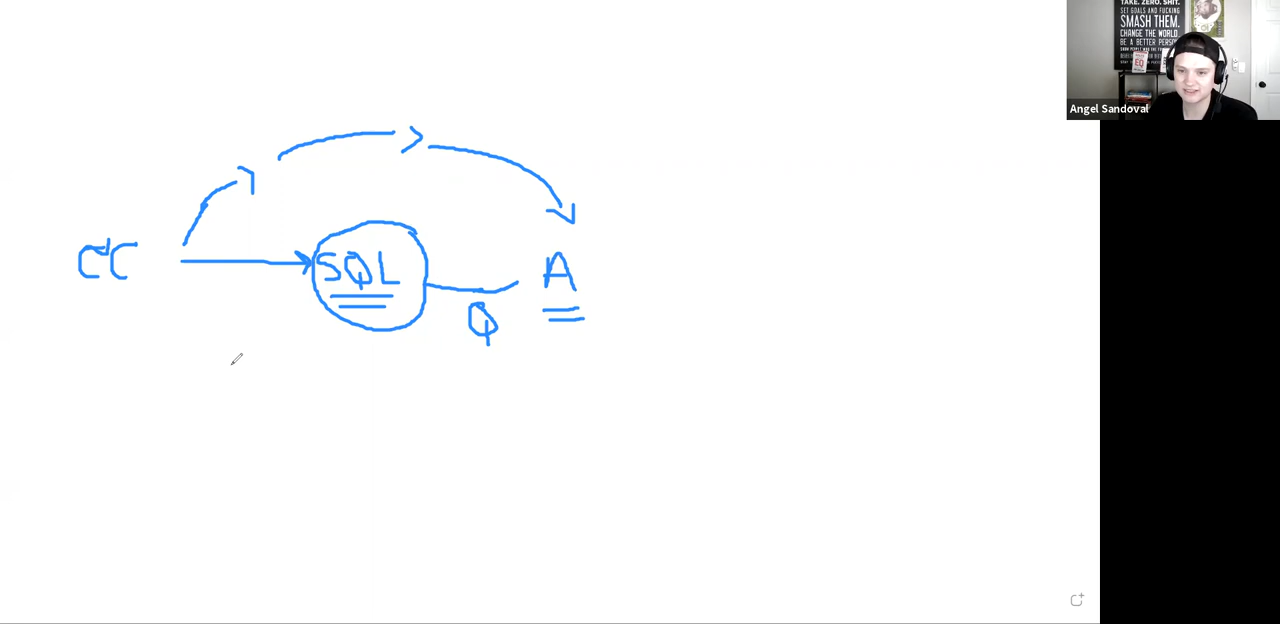 TAKE. ZERO. SHIT.
SET GOALS AND FUCKING
SMASH THEM.
CHANGE THE WORLD.
BE A BETTER PERSON
EQ
Angel Sandoval
CC
SQL
A
Q